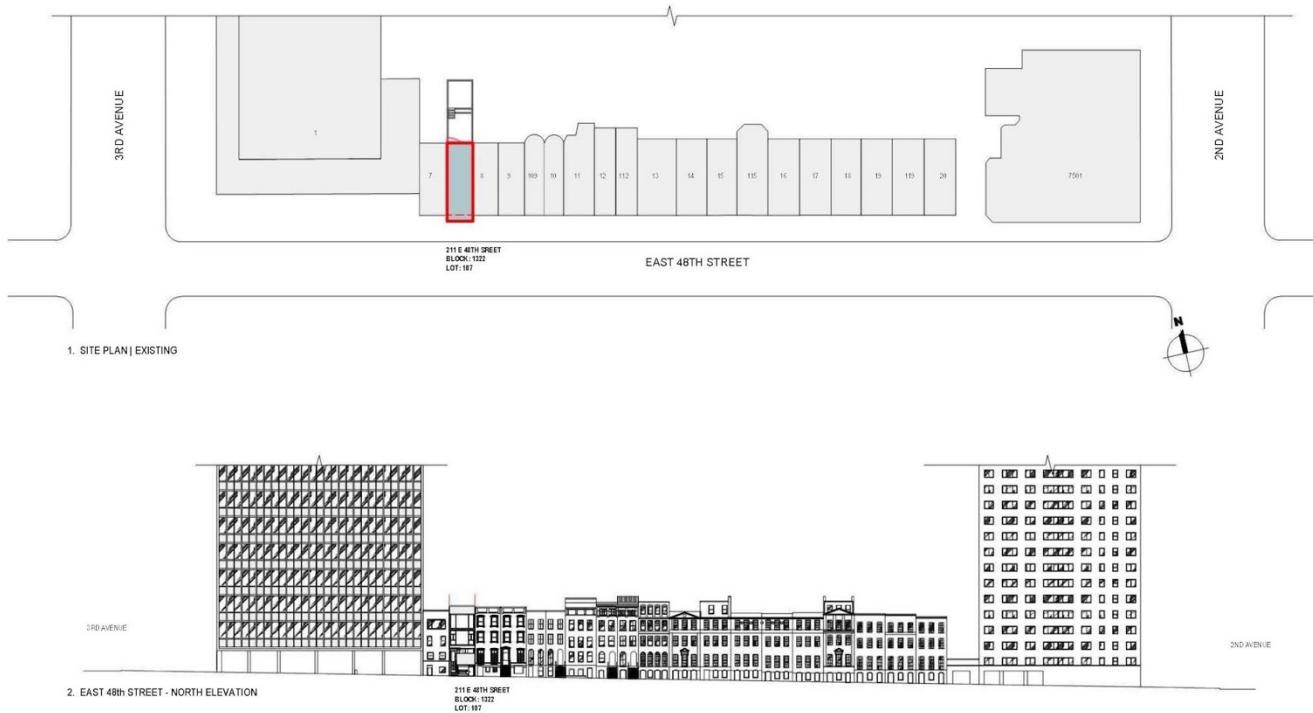 3RD AVENUE
2ND AVENUE
1
7
8
9
109
10
11
12
112
13
14
15
115
16
17
18
19
119
20
7501
211 E 48TH SREET
BLOCK: 1322
LOT: 107
EAST 48TH STREET
N
1. SITE PLAN | EXISTING
3RD AVENUE
2ND AVENUE
2. EAST 48th STREET - NORTH ELEVATION
211 E 48TH SREET
BLOCK: 1322
LOT: 107